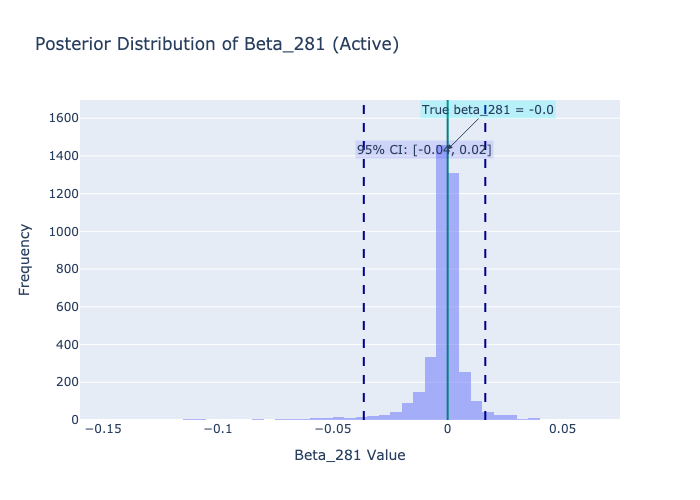 Posterior Distribution of Beta_281 (Active)
True beta_281 = -0.0
95% CI: [-0.04, 0.02]
1600
1400
1200
1000
800
600
400
200
0
Frequency
−0.15
−0.1
−0.05
0
0.05
Beta_281 Value